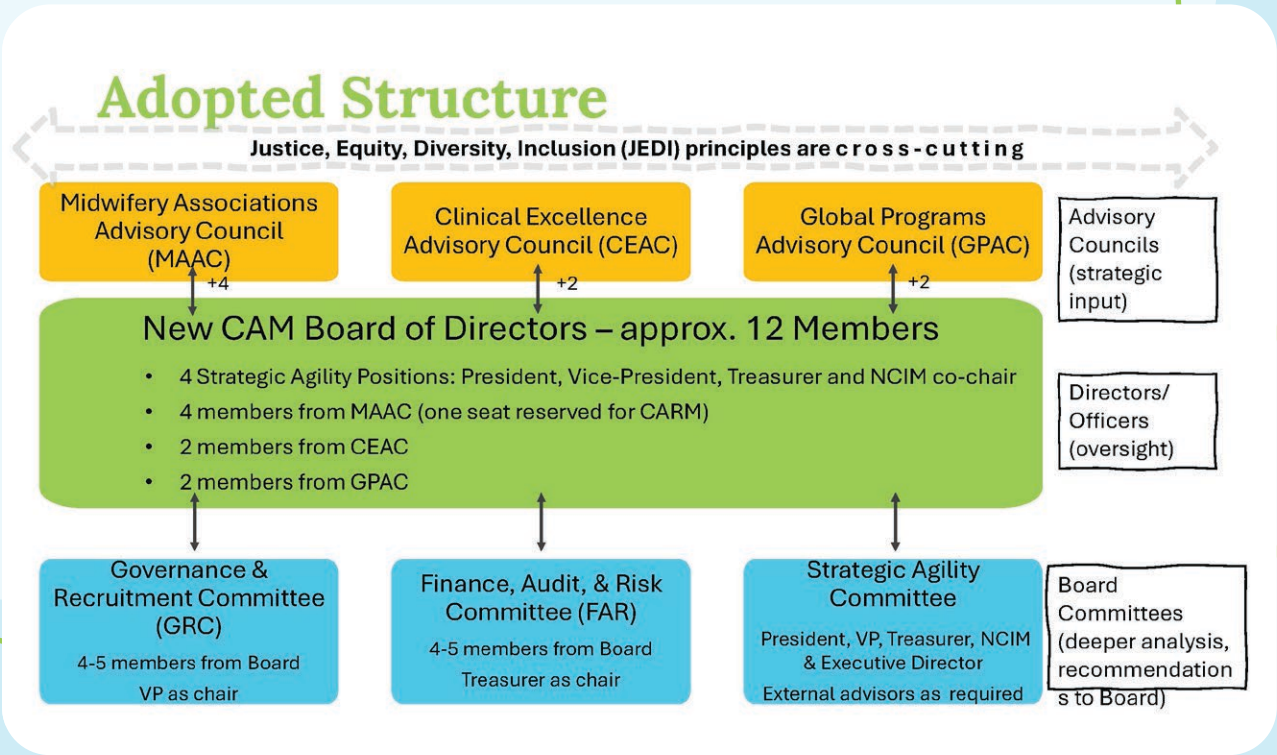 Adopted Structure
Justice, Equity, Diversity, Inclusion (JEDI) principles are cross-cutting
Midwifery Associations
Advisory Council
(MAAC)
Clinical Excellence
Advisory Council (CEAC)
Global Programs
Advisory Council (GPAC)
Advisory
Councils
(strategic
input)
+4
+2
+2
New CAM Board of Directors – approx. 12 Members
• 4 Strategic Agility Positions: President, Vice-President, Treasurer and NCIM co-chair
• 4 members from MAAC (one seat reserved for CARM)
• 2 members from CEAC
• 2 members from GPAC
Directors/
Officers
(oversight)
Governance &
Recruitment Committee
(GRC)
4-5 members from Board
VP as chair
Finance, Audit, & Risk
Committee (FAR)
4-5 members from Board
Treasurer as chair
Strategic Agility
Committee
President, VP, Treasurer, NCIM
& Executive Director
External advisors as required
Board
Committees
(deeper analysis,
recommendation
s to Board)